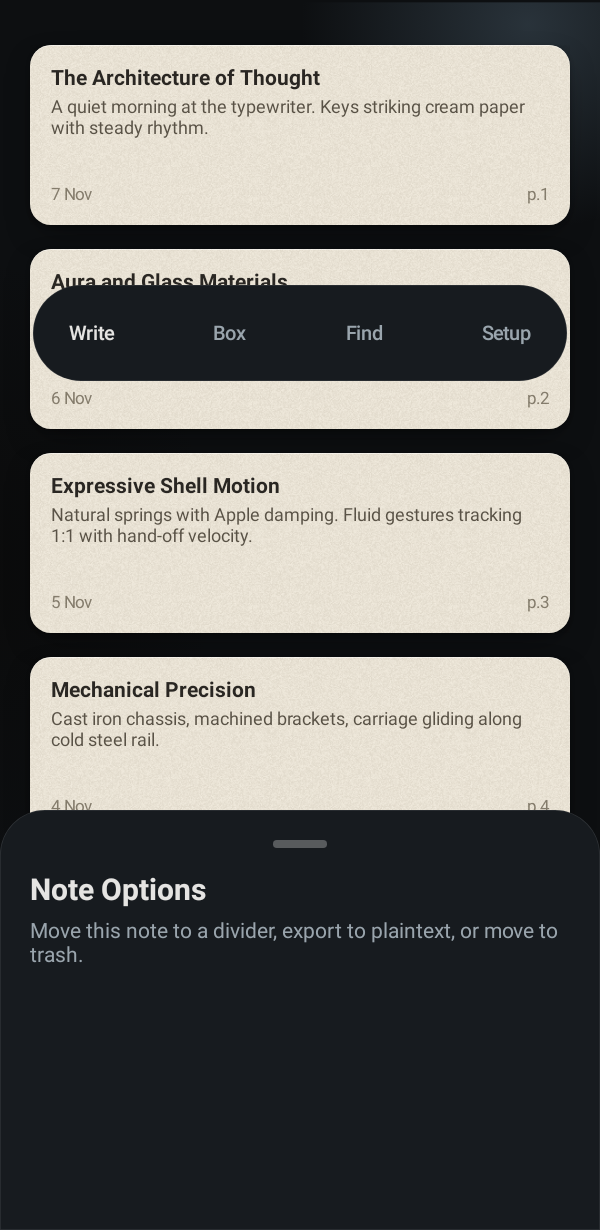 The Architecture of Thought
A quiet morning at the typewriter. Keys striking cream paper
with steady rhythm.
7 Nov p.1
Aura and Glass Materials
Write Box Find Setup
6 Nov p.2
Expressive Shell Motion
Natural springs with Apple damping. Fluid gestures tracking
1:1 with hand-off velocity.
5 Nov p.3
Mechanical Precision
Cast iron chassis, machined brackets, carriage gliding along
cold steel rail.
4 Nov p.4
Note Options
Move this note to a divider, export to plaintext, or move to
trash.